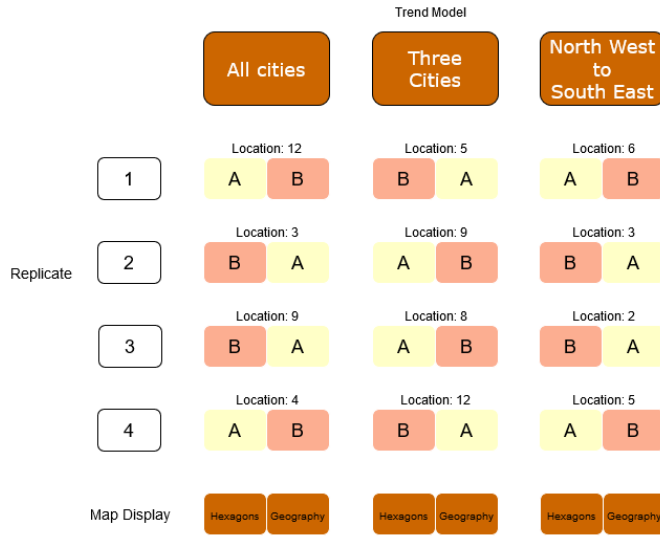 Trend Model
All cities
Three
Cities
North West
to
South East
Location: 12
Location: 5
Location: 6
1
A B
B A
A B
Location: 3
Location: 9
Location: 3
Replicate
2
B A
A B
B A
Location: 9
Location: 8
Location: 2
3
B A
A B
B A
Location: 4
Location: 12
Location: 5
4
A B
B A
A B
Map Display
Hexagons Geography
Hexagons Geography
Hexagons Geography